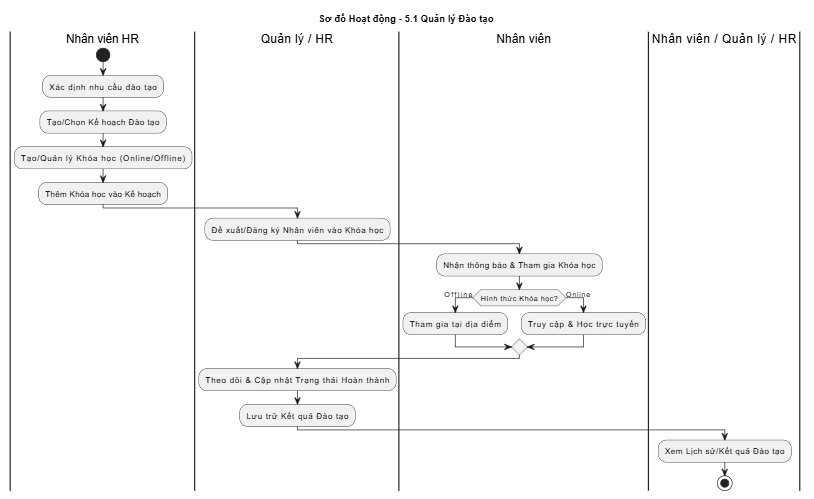 Sơ đồ Hoạt động - 5.1 Quản lý Đào tạo
Nhân viên HR
Quản lý / HR
Nhân viên
Nhân viên / Quản lý / HR
Xác định nhu cầu đào tạo
Tạo/Chọn Kế hoạch Đào tạo
Tạo/Quản lý Khóa học (Online/Offline)
Thêm Khóa học vào Kế hoạch
Đề xuất/Đăng ký Nhân viên vào Khóa học
Nhận thông báo & Tham gia Khóa học
Offline
Hình thức Khóa học?
Online
Tham gia tại địa điểm
Truy cập & Học trực tuyến
Theo dõi & Cập nhật Trạng thái Hoàn thành
Lưu trữ Kết quả Đào tạo
Xem Lịch sử/Kết quả Đào tạo